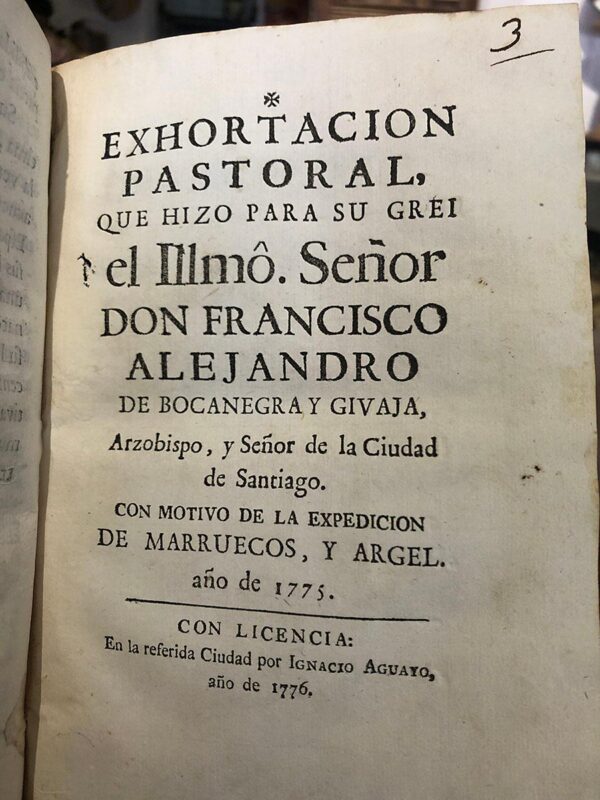 3
EXHORTACION
PASTORAL,
QUE HIZO PARA SU GREI
el Illmô. Señor
DON FRANCISCO
ALEJANDRO
DE BOCANEGRA Y GIVAJA,
Arzobispo, y Señor de la Ciudad
de Santiago.
CON MOTIVO DE LA EXPEDICION
DE MARRUECOS, Y ARGEL.
año de 1775.
CON LICENCIA:
En la referida Ciudad por IGNACIO AGUAYO,
año de 1776.